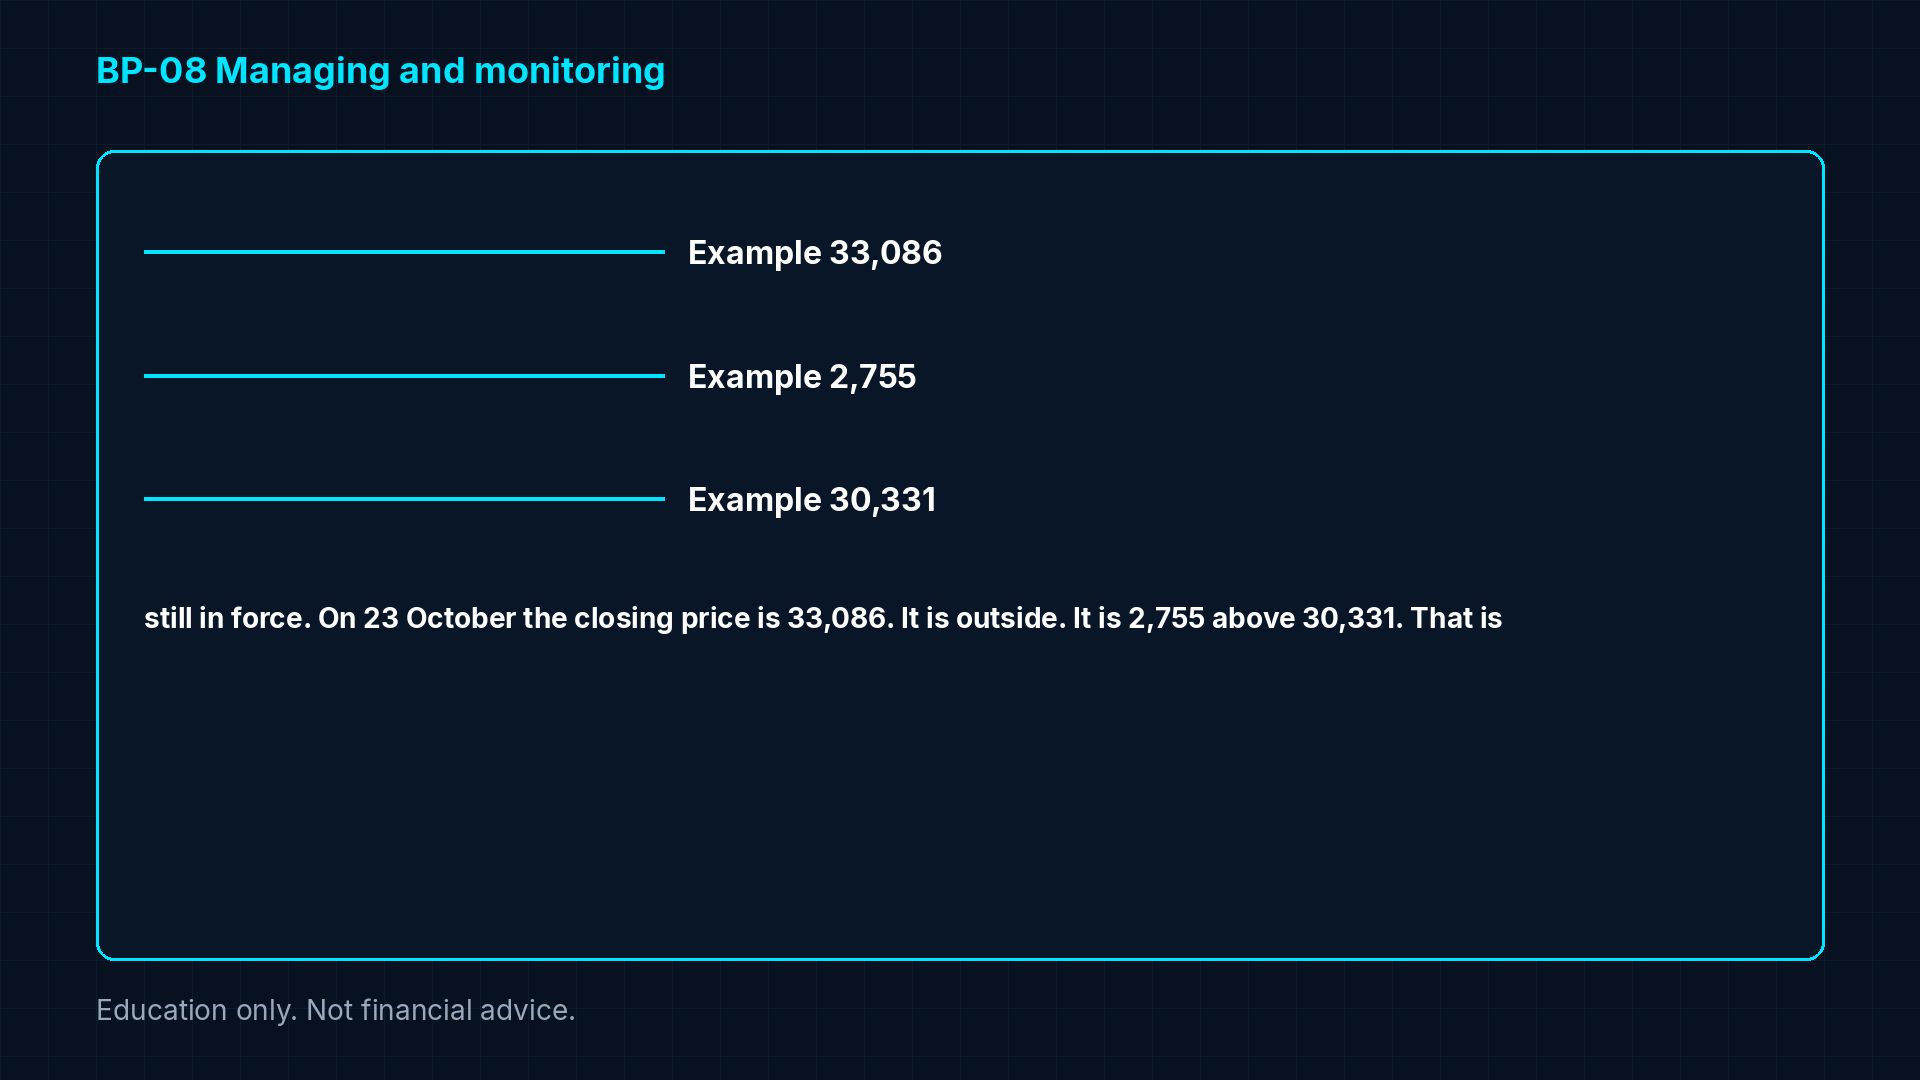 BP-08 Managing and monitoring
Example 33,086
Example 2,755
Example 30,331
still in force. On 23 October the closing price is 33,086. It is outside. It is 2,755 above 30,331. That is
Education only. Not financial advice.